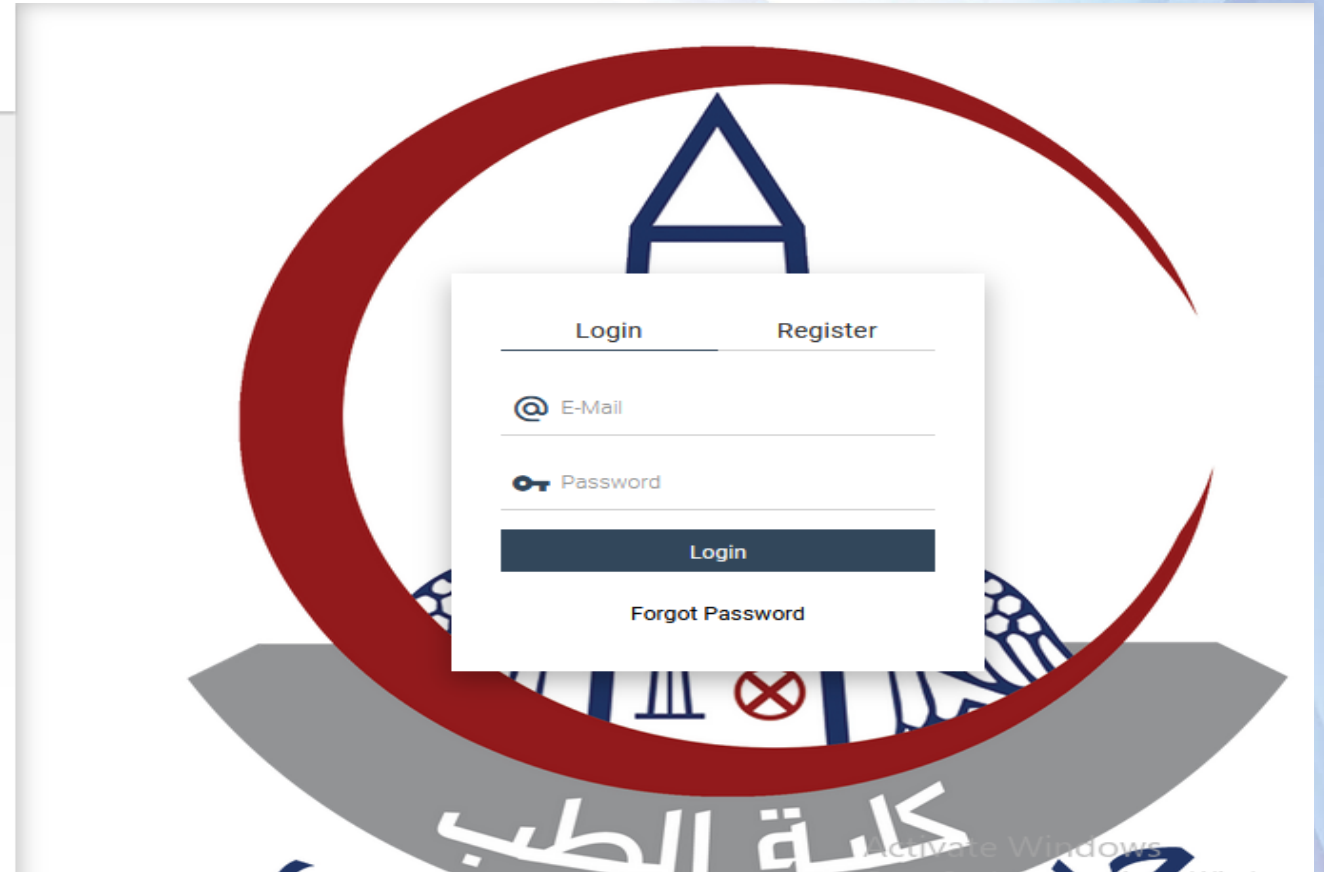 Login Register
E-Mail
Password
Login
Forgot Password
كلية الطب
Activate Windows